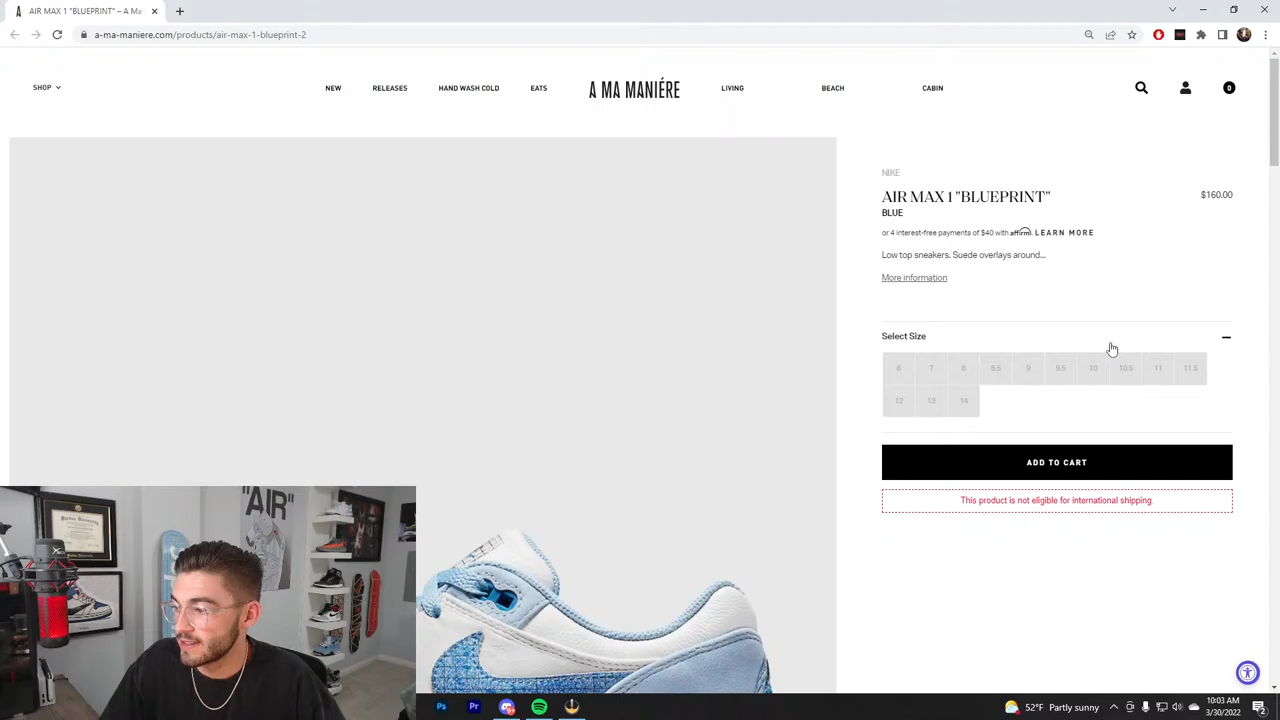 AIR MAX 1 "BLUEPRINT" – A Ma
a-ma-maniere.com/products/air-max-1-blueprint-2
SHOP
NEW
RELEASES
HAND WASH COLD
EATS
A MA MANIÉRE
LIVING
BEACH
CABIN
0
NIKE
AIR MAX 1 "BLUEPRINT"
$160.00
BLUE
or 4 interest-free payments of $40 with affirm. LEARN MORE
Low top sneakers. Suede overlays around...
More information
Select Size
6 7 8 8.5 9 9.5 10 10.5 11 11.5
12 13 14
ADD TO CART
This product is not eligible for international shipping.
"AIR"
Ps
Pr
52°F Partly sunny
10:03 AM
3/30/2022
2